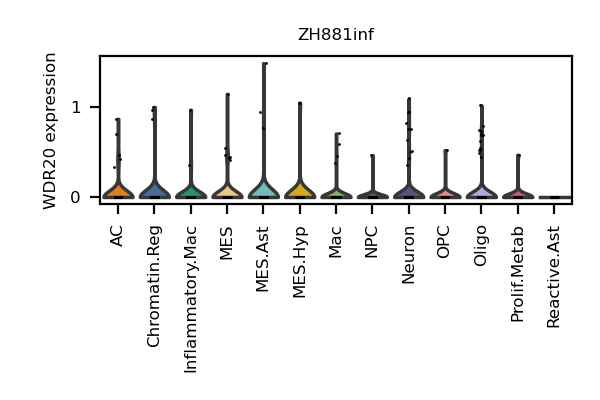 ZH881inf
WDR20 expression
1
0
AC
Chromatin.Reg
Inflammatory.Mac
MES
MES.Ast
MES.Hyp
Mac
NPC
Neuron
OPC
Oligo
Prolif.Metab
Reactive.Ast